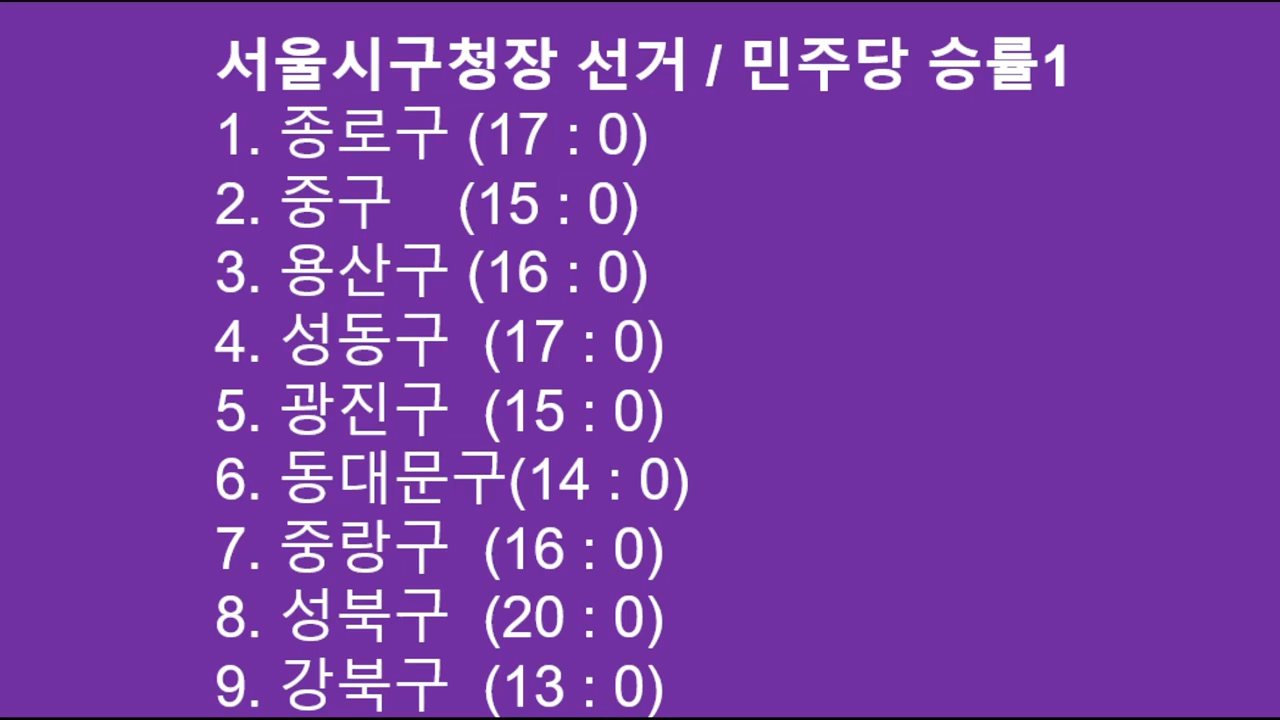 서울시구청장 선거 / 민주당 승률1
1. 종로구 (17 : 0)
2. 중구 (15 : 0)
3. 용산구 (16 : 0)
4. 성동구 (17 : 0)
5. 광진구 (15 : 0)
6. 동대문구(14 : 0)
7. 중랑구 (16 : 0)
8. 성북구 (20 : 0)
9. 강북구 (13 : 0)